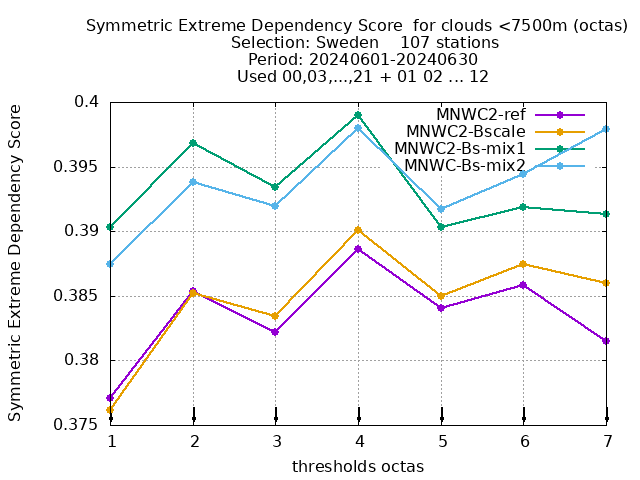 Symmetric Extreme Dependency Score  for clouds <7500m (octas)
Selection: Sweden    107 stations
Period: 20240601-20240630
Used 00,03,...,21 + 01 02 ... 12
Symmetric Extreme Dependency Score
0.4
0.395
0.39
0.385
0.38
0.375
MNWC2-ref
MNWC2-Bscale
MNWC2-Bs-mix1
MNWC-Bs-mix2
1 2 3 4 5 6 7
thresholds octas